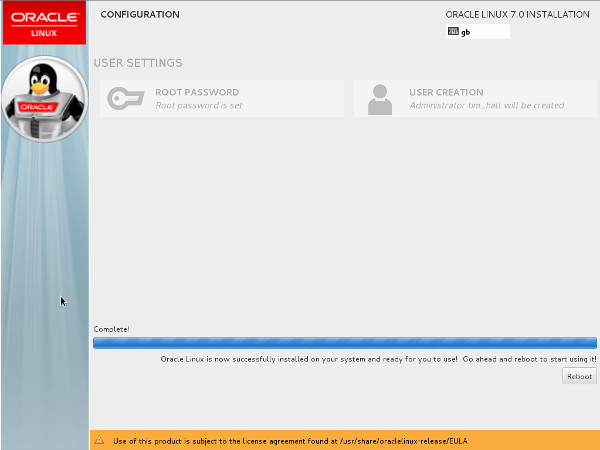 ORACLE
LINUX
CONFIGURATION
ORACLE LINUX 7.0 INSTALLATION
gb
ORACLE
USER SETTINGS
ROOT PASSWORD
Root password is set
USER CREATION
Administrator tim_hall will be created
Complete!
Oracle Linux is now successfully installed on your system and ready for you to use! Go ahead and reboot to start using it!
Reboot
Use of this product is subject to the license agreement found at /usr/share/oraclelinux-release/EULA